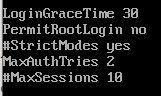 LoginGraceTime 30
PermitRootLogin no
#StrictModes yes
MaxAuthTries 2
#MaxSessions 10